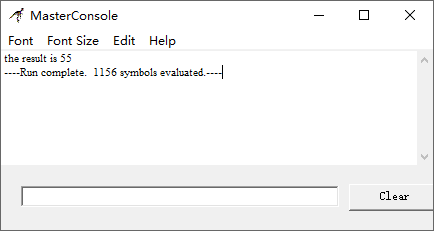 MasterConsole
Font Font Size Edit Help
the result is 55
----Run complete.  1156 symbols evaluated.----
Clear